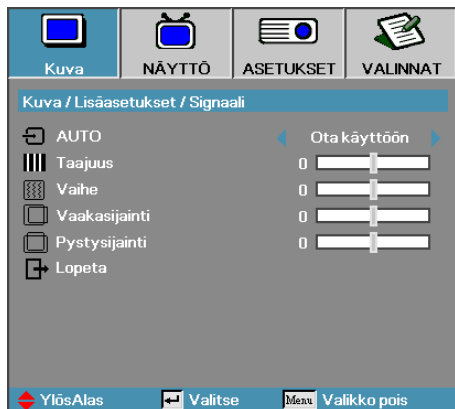 Kuva NÄYTTÖ ASETUKSET VALINNAT
Kuva / Lisäasetukset / Signaali
AUTO Ota käyttöön
Taajuus 0
Vaihe 0
Vaakasijainti 0
Pystysijainti 0
Lopeta
YlösAlas Valitse Menu Valikko pois